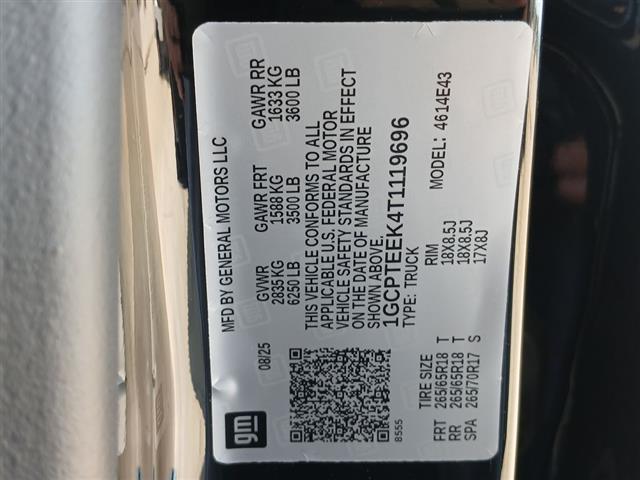 gm
MFD BY GENERAL MOTORS LLC
08/25
GVWR GAWR FRT GAWR RR
2835 KG 1588 KG 1633 KG
6250 LB 3500 LB 3600 LB
THIS VEHICLE CONFORMS TO ALL
APPLICABLE U.S. FEDERAL MOTOR
VEHICLE SAFETY STANDARDS IN EFFECT
ON THE DATE OF MANUFACTURE
SHOWN ABOVE.
1GCPTEEK4T1119696
8555
TYPE: TRUCK MODEL: 4614E43
TIRE SIZE RIM
FRT 265/65R18 T 18X8.5J
RR 265/65R18 T 18X8.5J
SPA 265/70R17 S 17X8J